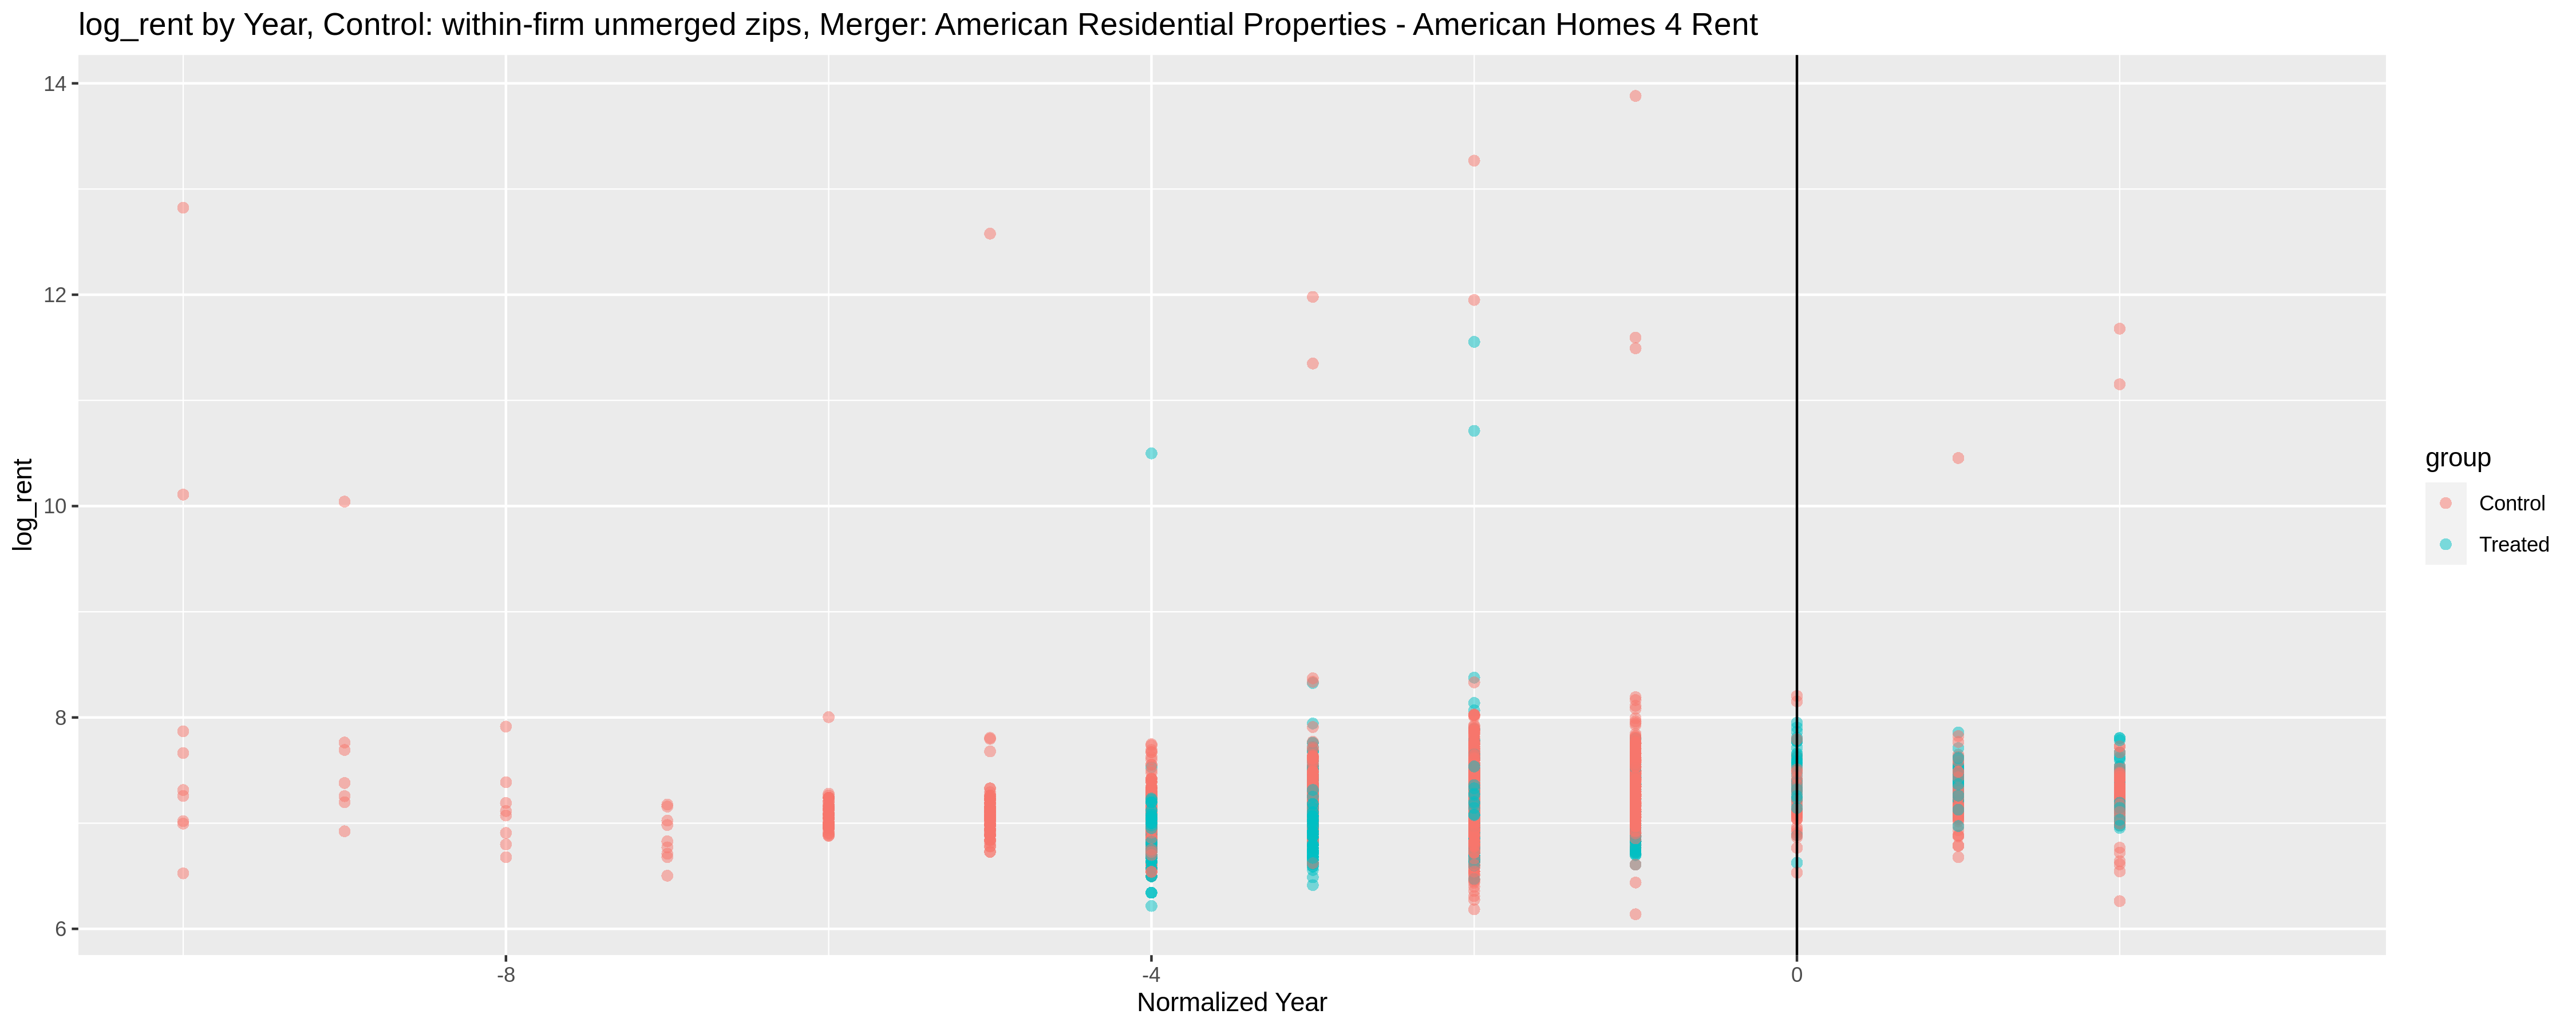 log_rent by Year, Control: within-firm unmerged zips, Merger: American Residential Properties - American Homes 4 Rent
14
12
10
8
6
log_rent
-8
-4
0
Normalized Year
group
Control
Treated